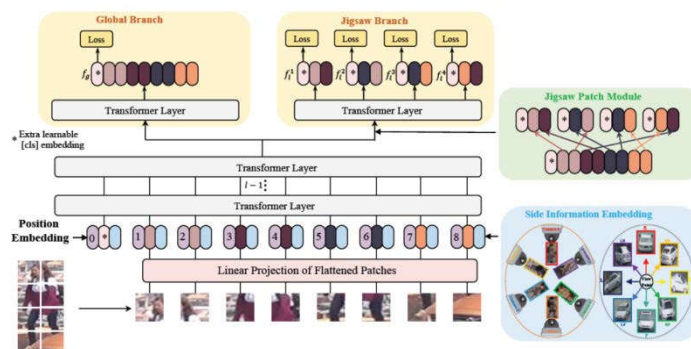 Global Branch
Jigsaw Branch
Loss
Loss
Loss
Loss
Loss
f_g
*
f_l^1
*
f_l^2
*
f_l^3
*
f_l^4
*
Transformer Layer
Transformer Layer
Jigsaw Patch Module
*
*
*
*
*
* Extra learnable
[cls] embedding
Transformer Layer
l − 1
Transformer Layer
Position
Embedding
0 * 1 2 3 4 5 6 7 8
Side Information Embedding
Linear Projection of Flattened Patches